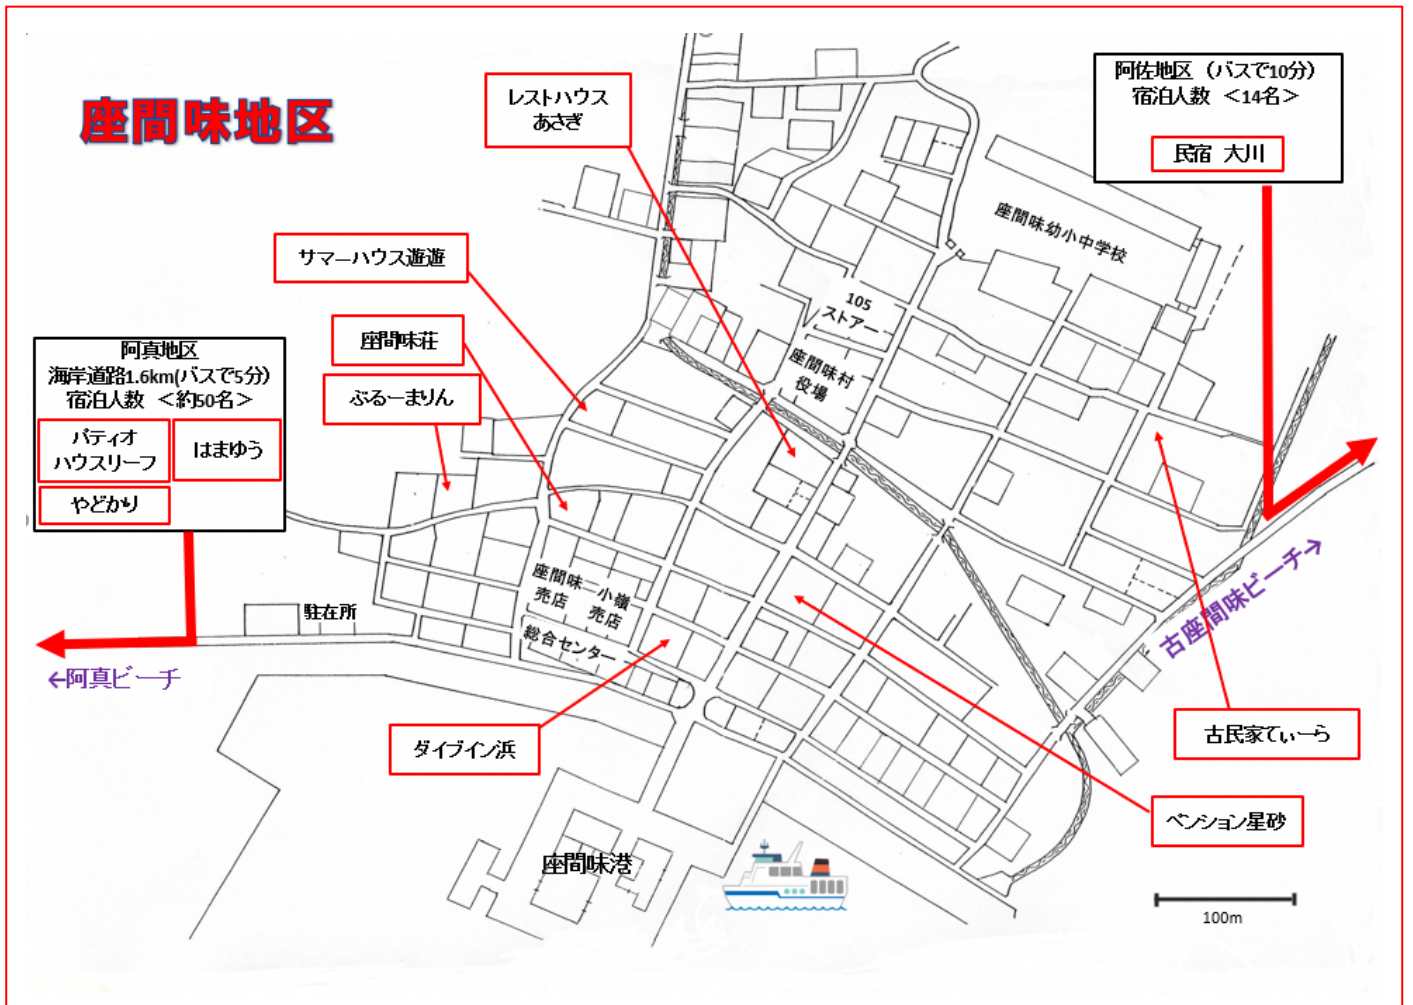 座間味地区
レストハウス
あさぎ
阿佐地区 (バスで10分)
宿泊人数 <14名>
民宿 大川
座間味幼小中学校
サマーハウス遊遊
105
ストアー
座間味荘
座間味村
役場
ぶるーまりん
阿真地区
海岸道路1.6km(バスで5分)
宿泊人数 <約50名>
パティオ
ハウスリーフ
はまゆう
やどかり
座間味
売店
小嶺
売店
総合センター
駐在所
←阿真ビーチ
古座間味ビーチ→
ダイブイン浜
古民家てぃーら
ペンション星砂
座間味港
100m